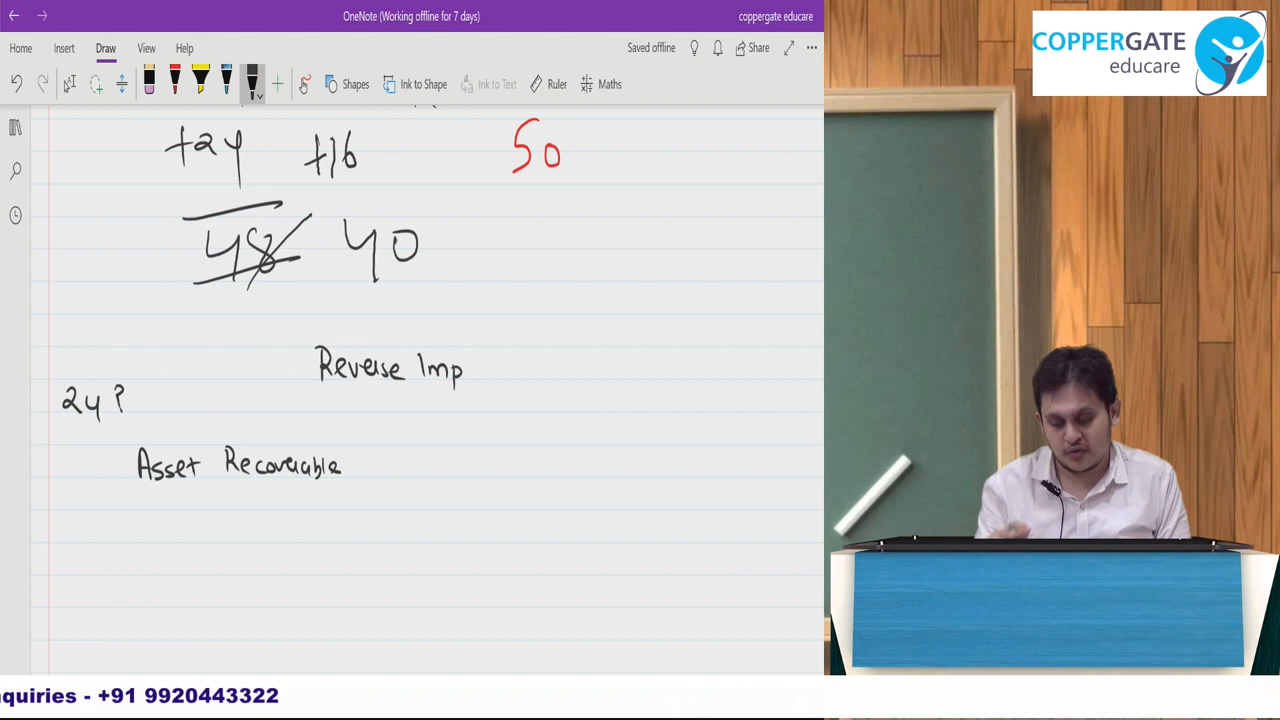 OneNote (Working offline for 7 days)
coppergate educare
Home Insert Draw View Help
Saved offline Share
Shapes Ink to Shape Ink to Text Ruler Maths
COPPERGATE
educare
+24 +16 50
48 40
Reverse Imp
24?
Asset Recoverable
nquiries - +91 9920443322